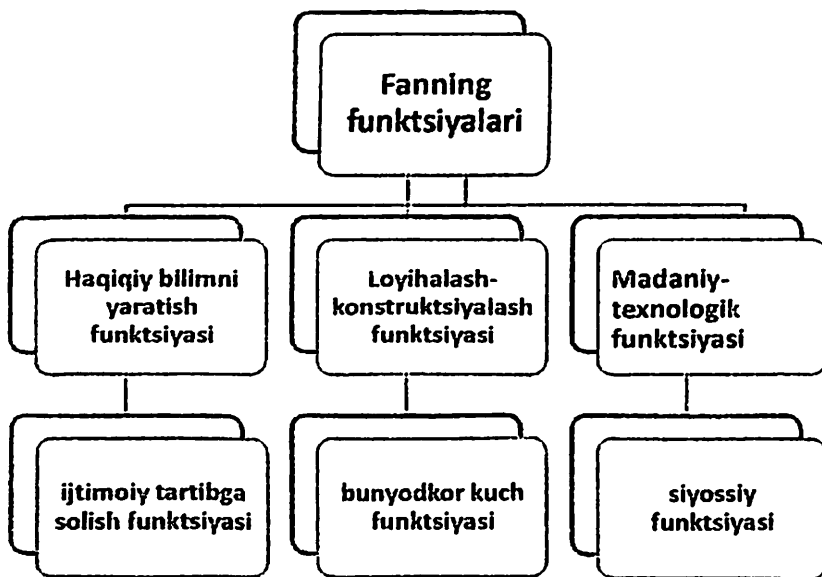 Fanning
funktsiyalari
Haqiqiy bilimni
yaratish
funktsiyasi
Loyihalash-
konstruktsiyalash
funktsiyasi
Madaniy-
texnologik
funktsiyasi
ijtimoiy tartibga
solish funktsiyasi
bunyodkor kuch
funktsiyasi
siyossiy
funktsiyasi